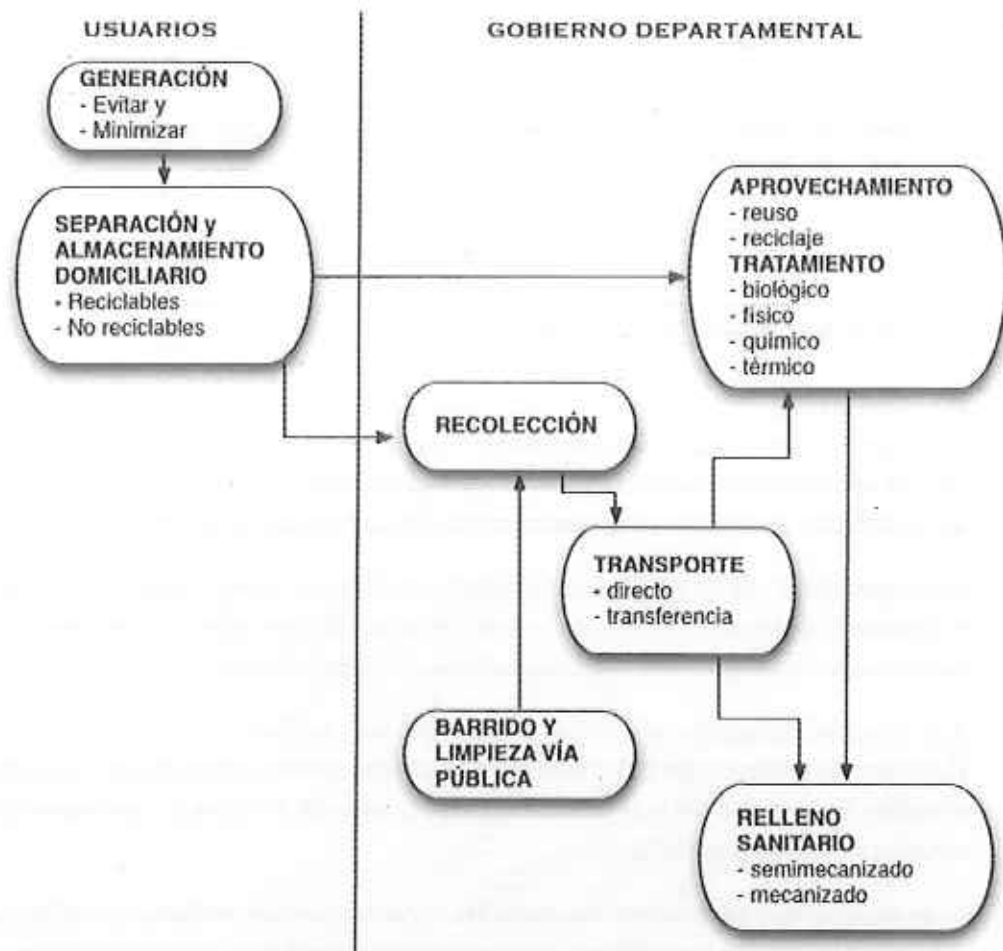 USUARIOS
GOBIERNO DEPARTAMENTAL
GENERACIÓN
- Evitar y
- Minimizar
SEPARACIÓN y
ALMACENAMIENTO
DOMICILIARIO
- Reciclables
- No reciclables
APROVECHAMIENTO
- reuso
- reciclaje
TRATAMIENTO
- biológico
- físico
- químico
- térmico
RECOLECCIÓN
TRANSPORTE
- directo
- transferencia
BARRIDO Y
LIMPIEZA VÍA
PÚBLICA
RELLENO
SANITARIO
- semimecanizado
- mecanizado